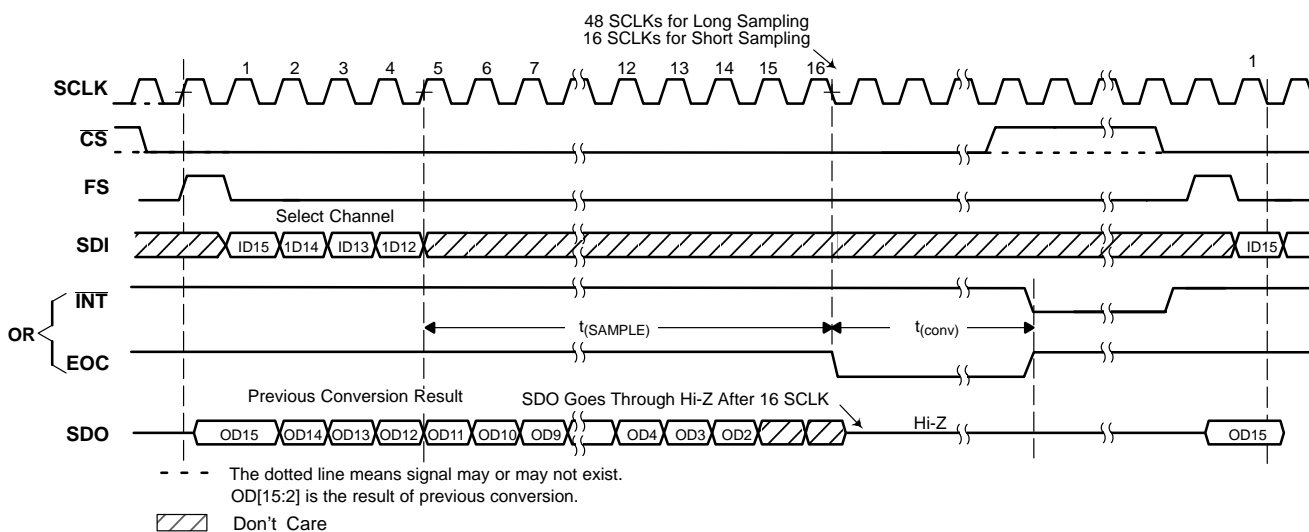 48 SCLKs for Long Sampling
16 SCLKs for Short Sampling
SCLK 1 2 3 4 5 6 7 12 13 14 15 16 1
CS
FS
Select Channel
SDI ID15 1D14 ID13 1D12 ID15
INT
OR
t(SAMPLE) t(conv)
EOC
Previous Conversion Result SDO Goes Through Hi-Z After 16 SCLK
SDO OD15 OD14 OD13 OD12 OD11 OD10 OD9 OD4 OD3 OD2 Hi-Z OD15
The dotted line means signal may or may not exist.
OD[15:2] is the result of previous conversion.
Don't Care